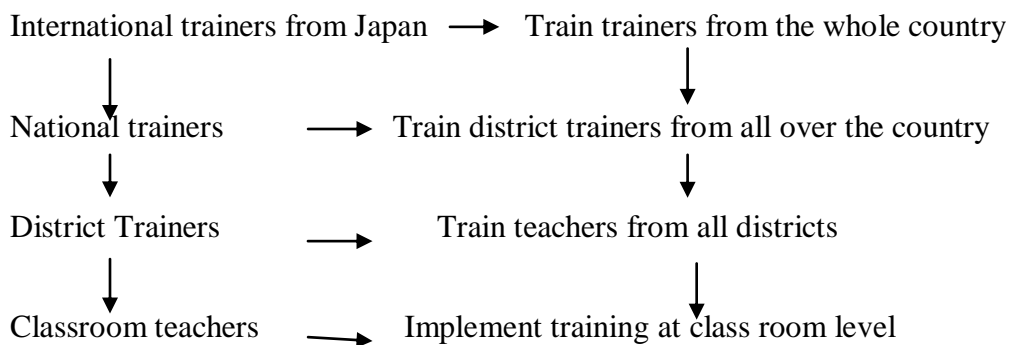 International trainers from Japan Train trainers from the whole country
National trainers Train district trainers from all over the country
District Trainers Train teachers from all districts
Classroom teachers Implement training at class room level